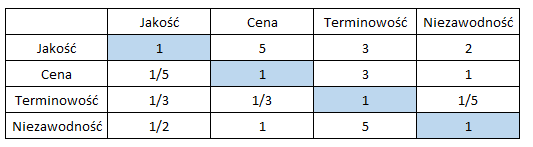 Jakość Cena Terminowość Niezawodność
Jakość 1 5 3 2
Cena 1/5 1 3 1
Terminowość 1/3 1/3 1 1/5
Niezawodność 1/2 1 5 1